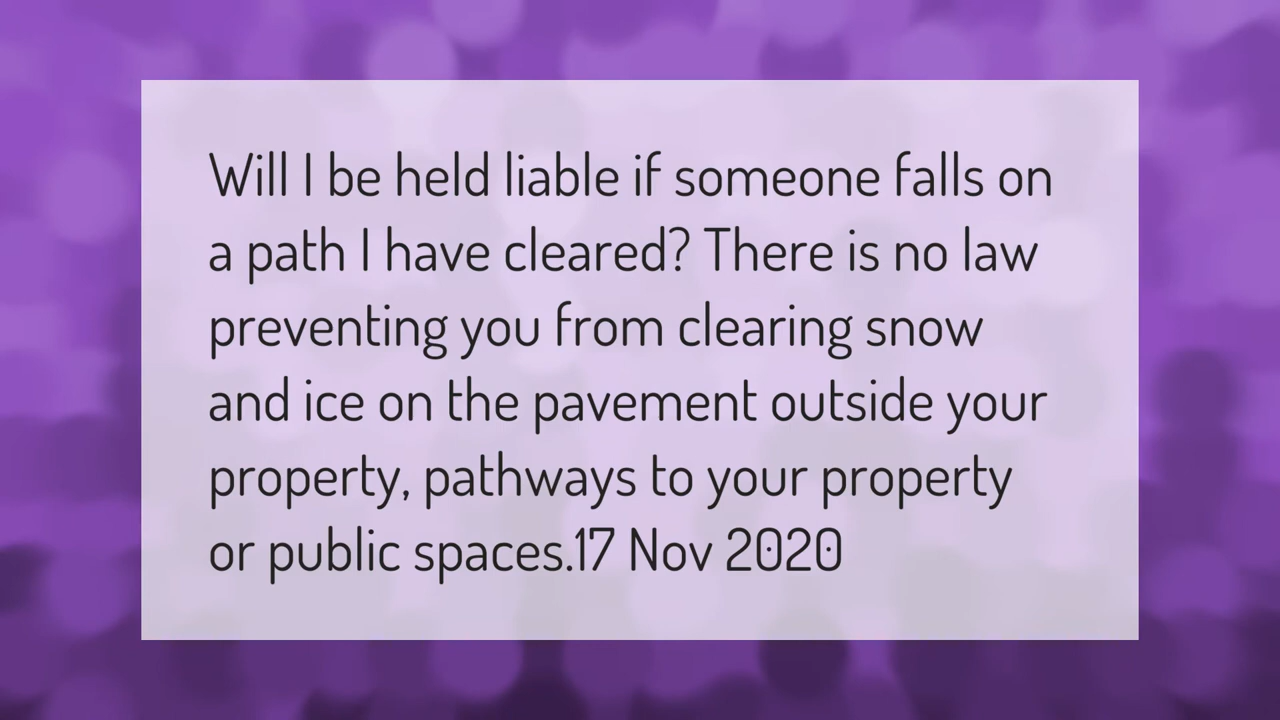 Will I be held liable if someone falls on
a path I have cleared? There is no law
preventing you from clearing snow
and ice on the pavement outside your
property, pathways to your property
or public spaces.17 Nov 2020